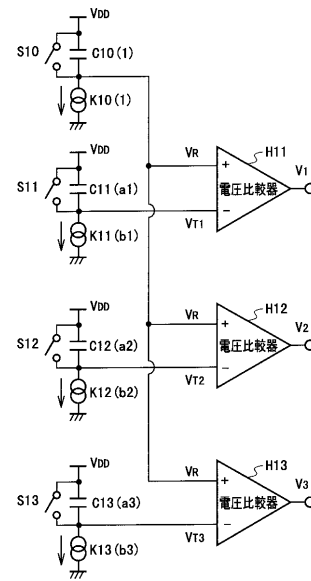 VDD
S10
C10(1)
K10(1)
VDD
S11
C11(a1)
K11(b1)
VR
H11
V1
+
電圧比較器
−
VT1
VDD
S12
C12(a2)
K12(b2)
VR
H12
V2
+
電圧比較器
−
VT2
VDD
S13
C13(a3)
K13(b3)
VR
H13
V3
+
電圧比較器
−
VT3